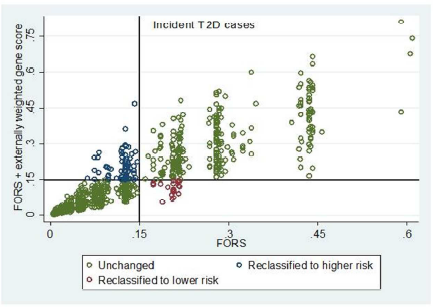 Incident T2D cases
FORS + externally weighted gene score
.75
.6
.45
.3
.15
0
0
.15
.3
.45
.6
FORS
Unchanged
Reclassified to higher risk
Reclassified to lower risk